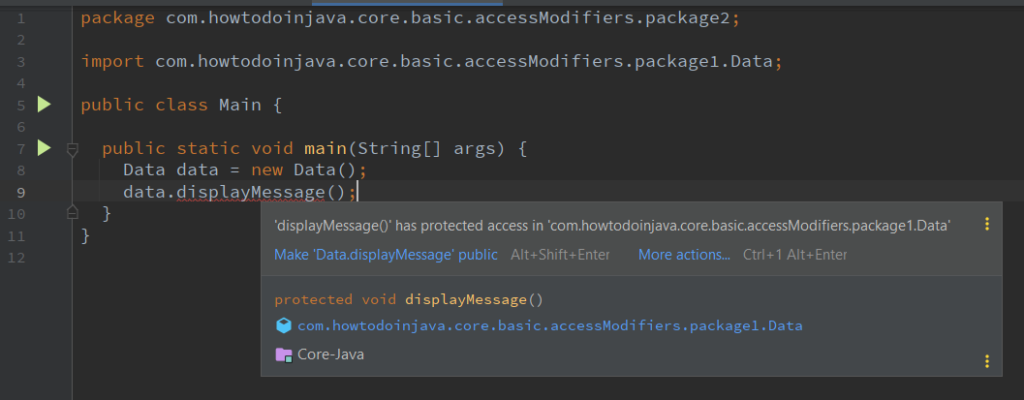 1 package com.howtodoinjava.core.basic.accessModifiers.package2;
2
3 import com.howtodoinjava.core.basic.accessModifiers.package1.Data;
4
5 public class Main {
6
7 public static void main(String[] args) {
8 Data data = new Data();
9 data.displayMessage();
10 }
11 }
12
'displayMessage()' has protected access in 'com.howtodoinjava.core.basic.accessModifiers.package1.Data'
Make 'Data.displayMessage' public Alt+Shift+Enter More actions... Ctrl+1 Alt+Enter
protected void displayMessage()
com.howtodoinjava.core.basic.accessModifiers.package1.Data
Core-Java